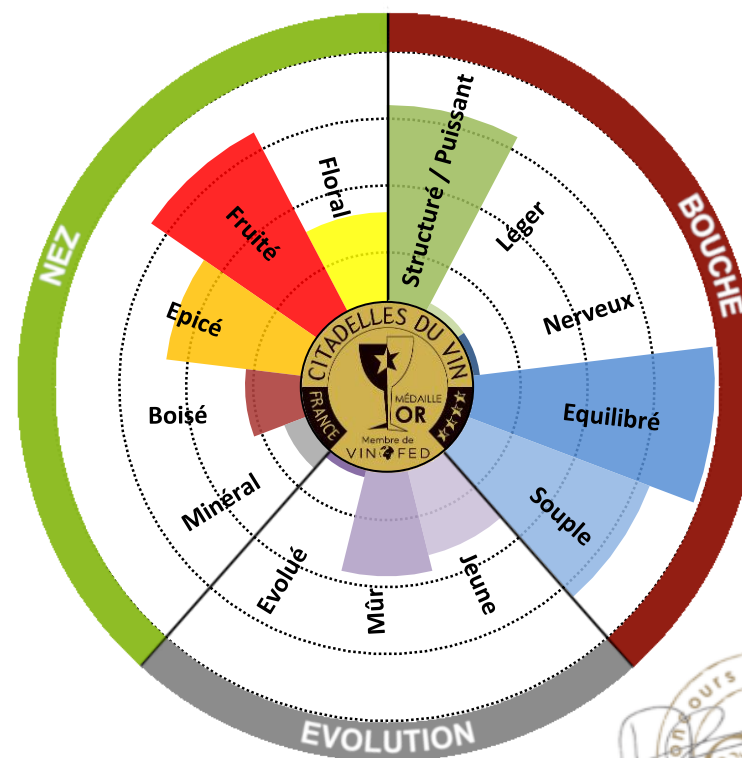 NEZ
Floral
Fruité
Epicé
Boisé
Minéral
BOUCHE
Structuré / Puissant
Léger
Nerveux
Equilibré
Souple
EVOLUTION
Evolué
Mûr
Jeune
CITADELLES DU VIN
FRANCE
MÉDAILLE
OR
Membre de
VINOFED